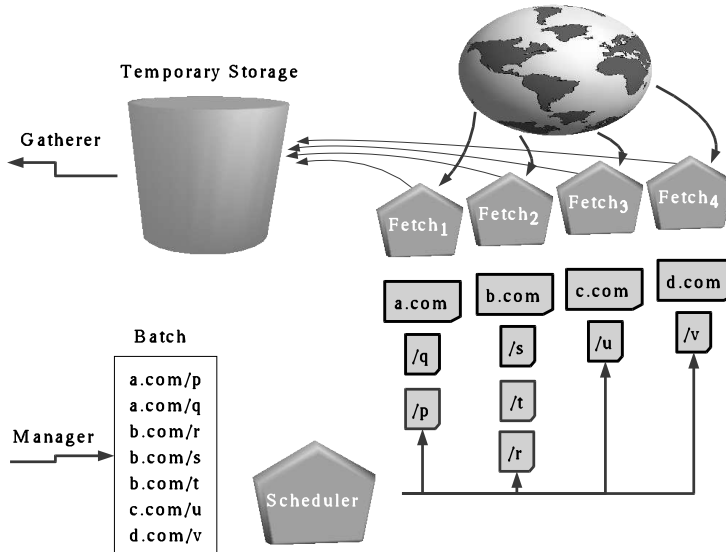 Temporary Storage
Gatherer
Fetch1
Fetch2
Fetch3
Fetch4
a.com
b.com
c.com
d.com
/q
/s
/u
/v
/p
/t
/r
Batch
a.com/p
a.com/q
b.com/r
b.com/s
b.com/t
c.com/u
d.com/v
Manager
Scheduler